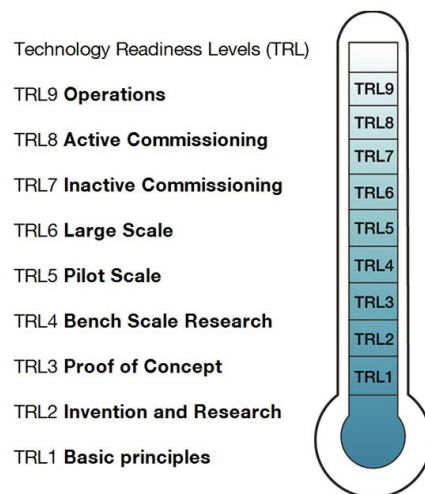 Technology Readiness Levels (TRL)
TRL9 Operations
TRL8 Active Commissioning
TRL7 Inactive Commissioning
TRL6 Large Scale
TRL5 Pilot Scale
TRL4 Bench Scale Research
TRL3 Proof of Concept
TRL2 Invention and Research
TRL1 Basic principles
TRL9
TRL8
TRL7
TRL6
TRL5
TRL4
TRL3
TRL2
TRL1